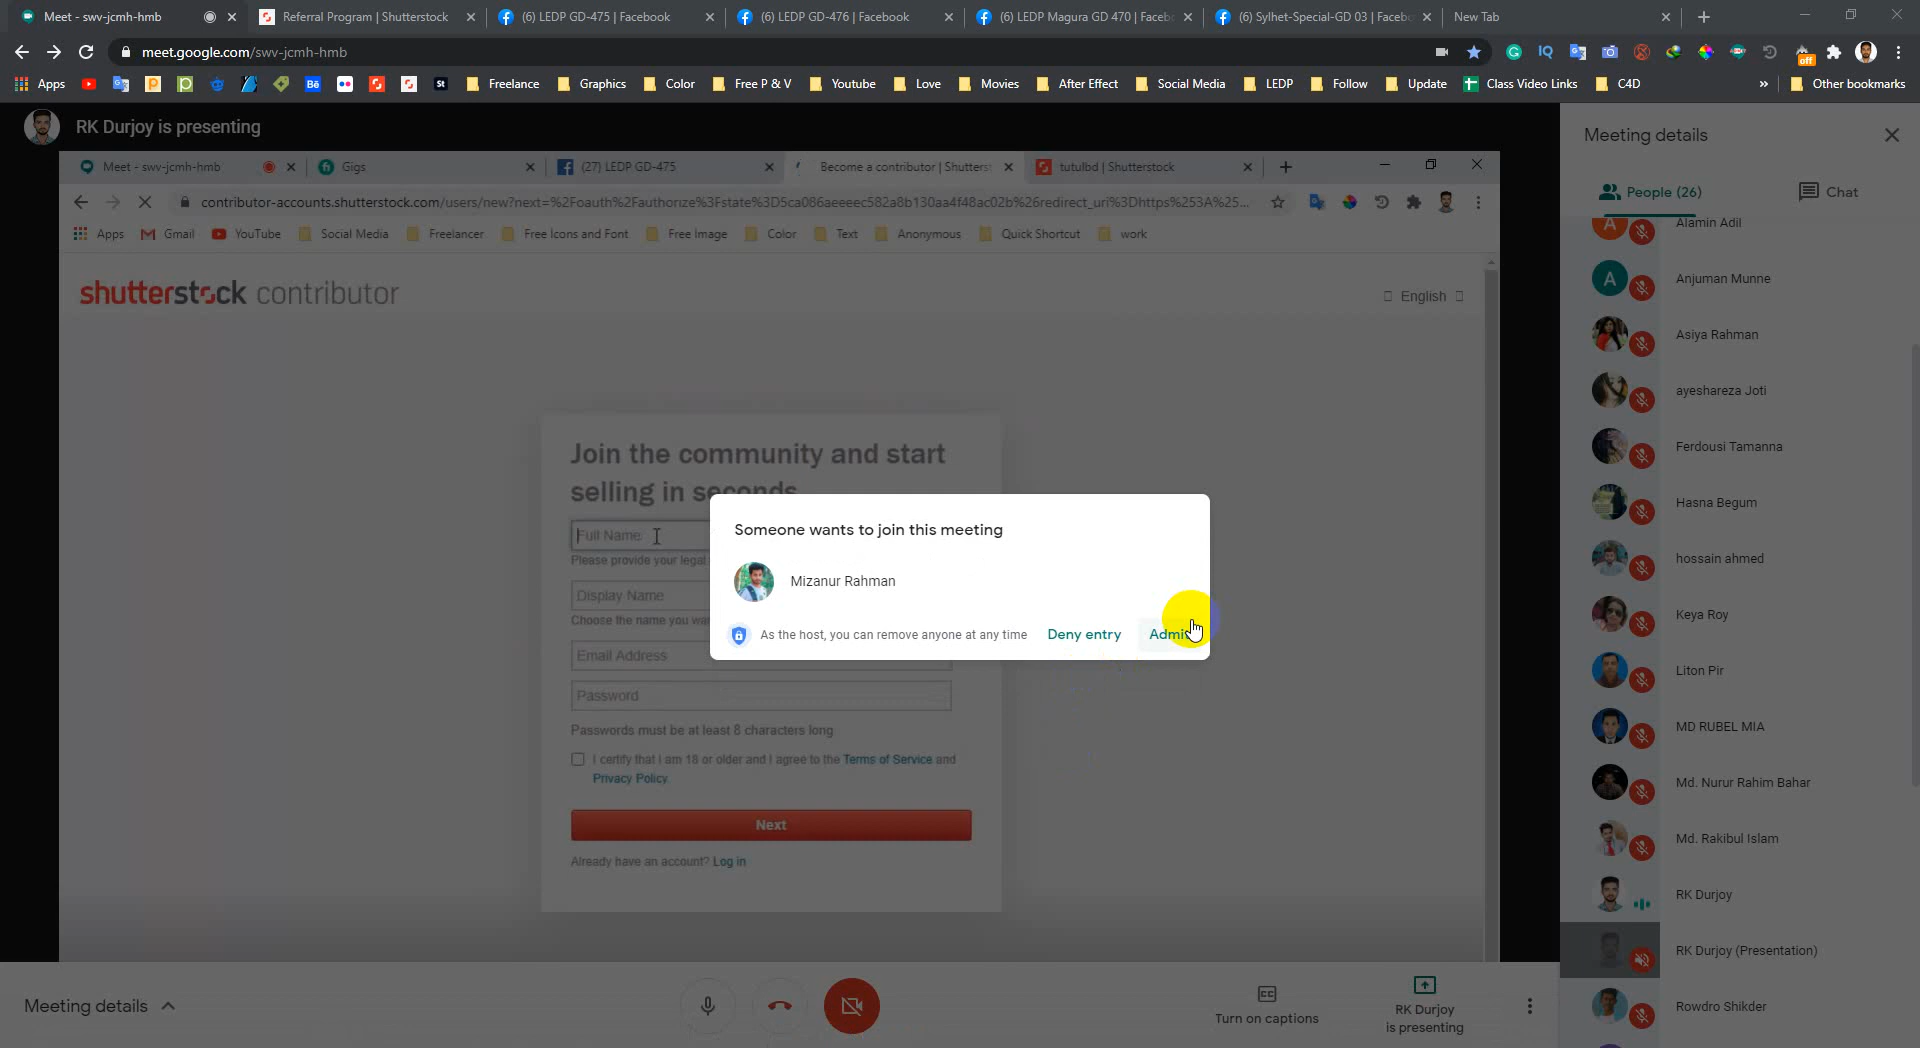 Meet - swv-jcmh-hmb
Referral Program | Shutterstock
(6) LEDP GD-475 | Facebook
(6) LEDP GD-476 | Facebook
(6) LEDP Magura GD 470 | Faceb
(6) Sylhet-Special-GD 03 | Faceb
New Tab
meet.google.com/swv-jcmh-hmb
off
Apps
Bē
St
Freelance
Graphics
Color
Free P & V
Youtube
Love
Movies
After Effect
Social Media
LEDP
Follow
Update
Class Video Links
C4D
Other bookmarks
RK Durjoy is presenting
Meet - swv-jcmh-hmb
Gigs
(27) LEDP GD-475
Become a contributor | Shutterst
tutulbd | Shutterstock
contributor-accounts.shutterstock.com/users/new?next=%2Foauth%2Fauthorize%3Fstate%3D5ca086aeeeec582a8b130aa4f48ac02b%26redirect_uri%3Dhttps%253A%25...
Apps
Gmail
YouTube
Social Media
Freelancer
Free Icons and Font
Free Image
Color
Text
Anonymous
Quick Shortcut
work
shutterstock contributor
English
Join the community and start
selling in seconds
Full Name
Please provide your legal
Display Name
Choose the name you wa
Email Address
Password
Passwords must be at least 8 characters long
I certify that I am 18 or older and I agree to the Terms of Service and
Privacy Policy.
Next
Already have an account? Log in
Someone wants to join this meeting
Mizanur Rahman
As the host, you can remove anyone at any time
Deny entry
Admi
Meeting details
People (26)
Chat
A
Alamin Adil
A
Anjuman Munne
Asiya Rahman
ayeshareza Joti
Ferdousi Tamanna
Hasna Begum
hossain ahmed
Keya Roy
Liton Pir
MD RUBEL MIA
Md. Nurur Rahim Bahar
Md. Rakibul Islam
RK Durjoy
RK Durjoy (Presentation)
Rowdro Shikder
Meeting details
Turn on captions
RK Durjoy
is presenting